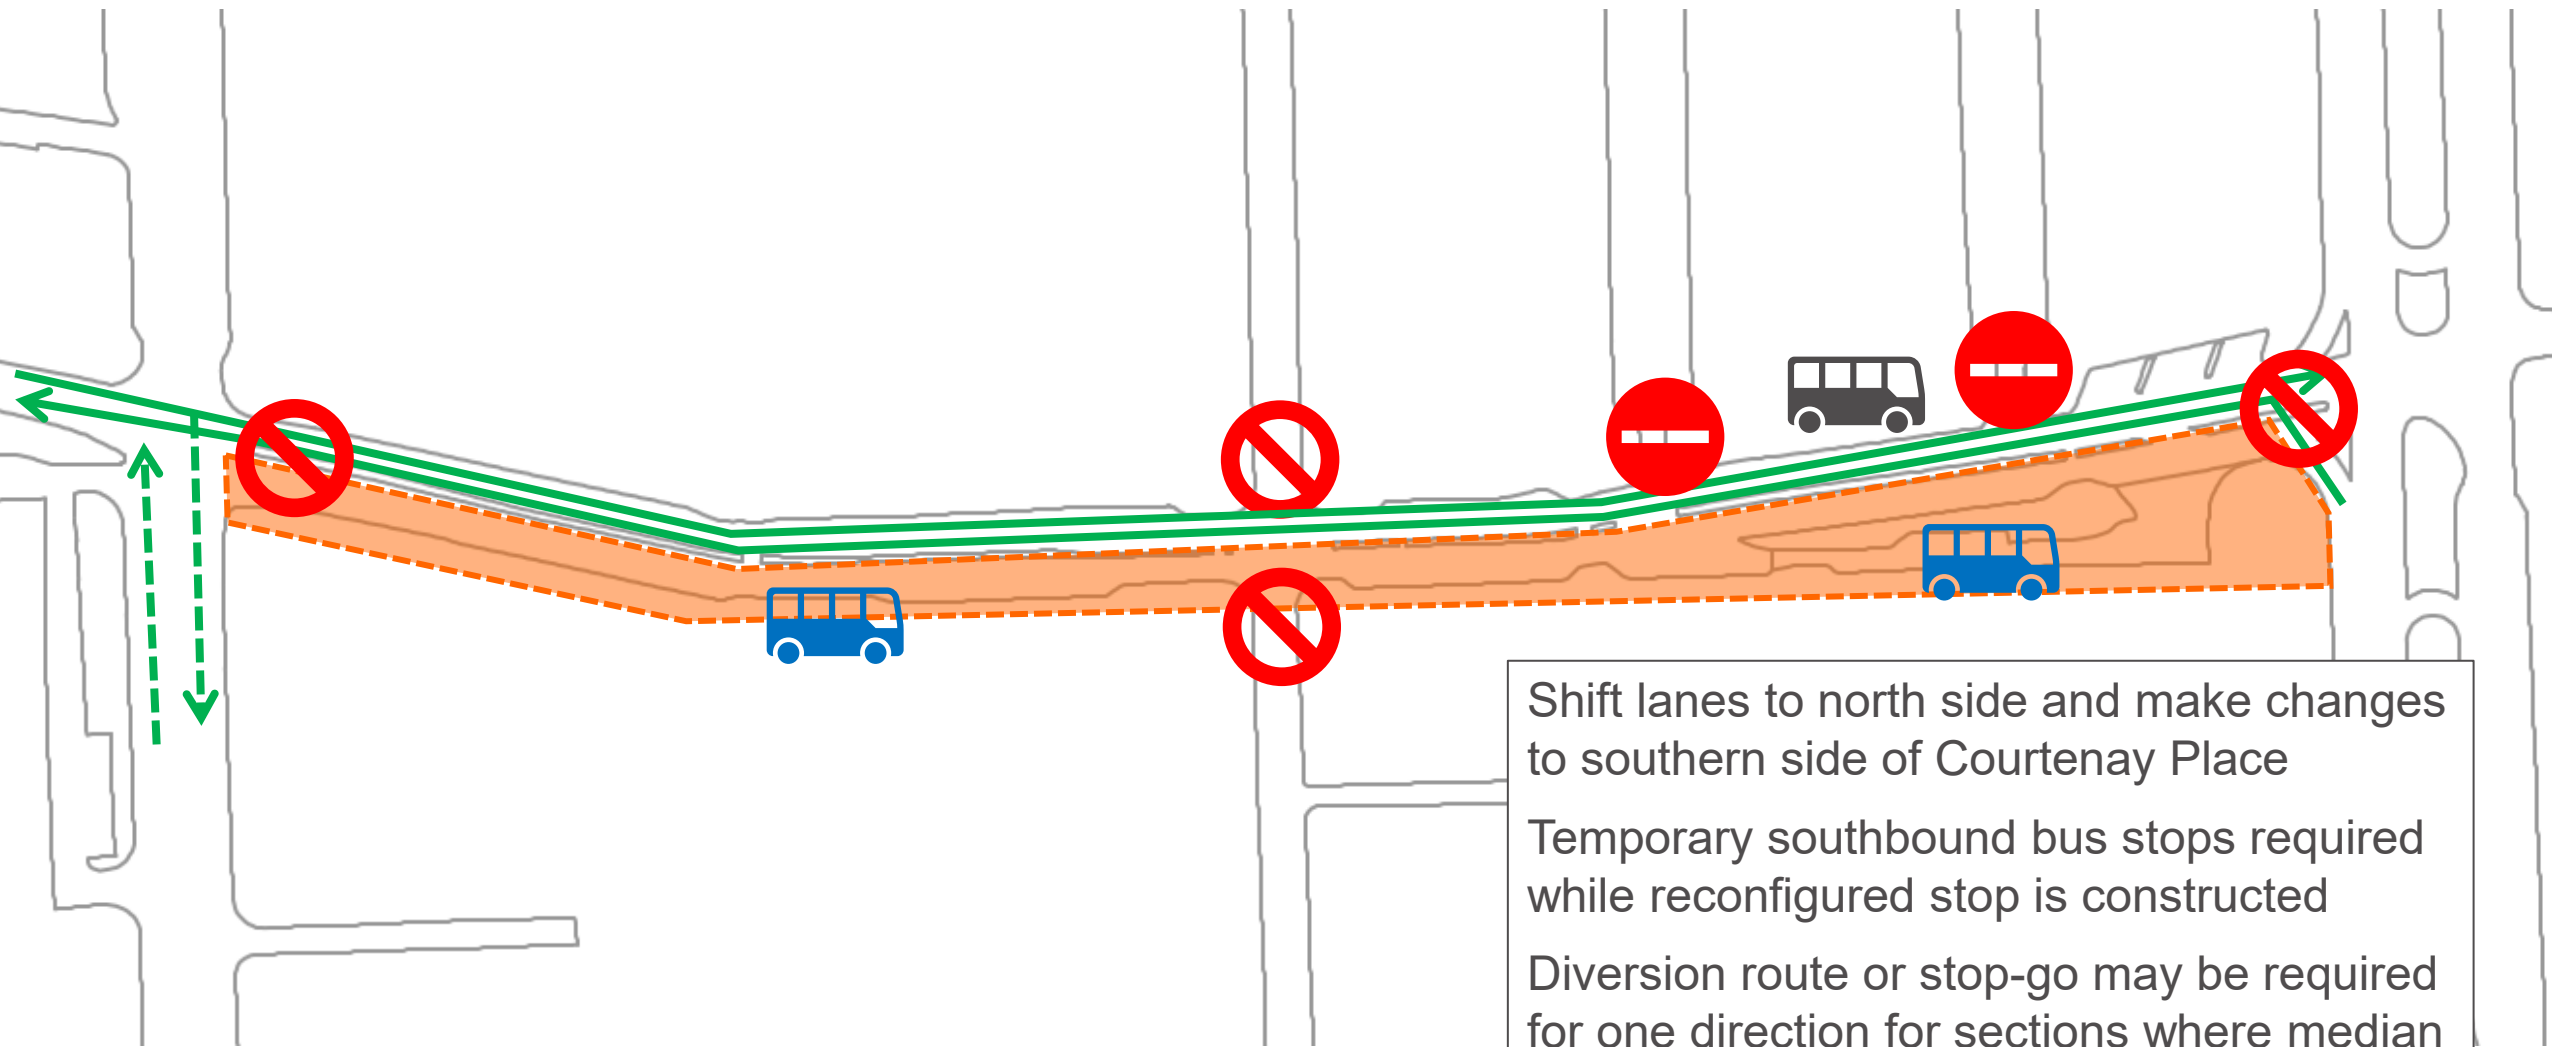 Shift lanes to north side and make changes
to southern side of Courtenay Place
Temporary southbound bus stops required
while reconfigured stop is constructed
Diversion route or stop-go may be required
for one direction for sections where median